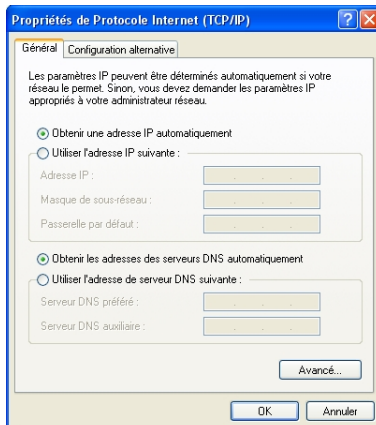 Propriétés de Protocole Internet (TCP/IP)
Général
Configuration alternative
Les paramètres IP peuvent être déterminés automatiquement si votre
réseau le permet. Sinon, vous devez demander les paramètres IP
appropriés à votre administrateur réseau.
Obtenir une adresse IP automatiquement
Utiliser l'adresse IP suivante :
Adresse IP :
Masque de sous-réseau :
Passerelle par défaut :
Obtenir les adresses des serveurs DNS automatiquement
Utiliser l'adresse de serveur DNS suivante :
Serveur DNS préféré :
Serveur DNS auxiliaire :
Avancé...
OK
Annuler